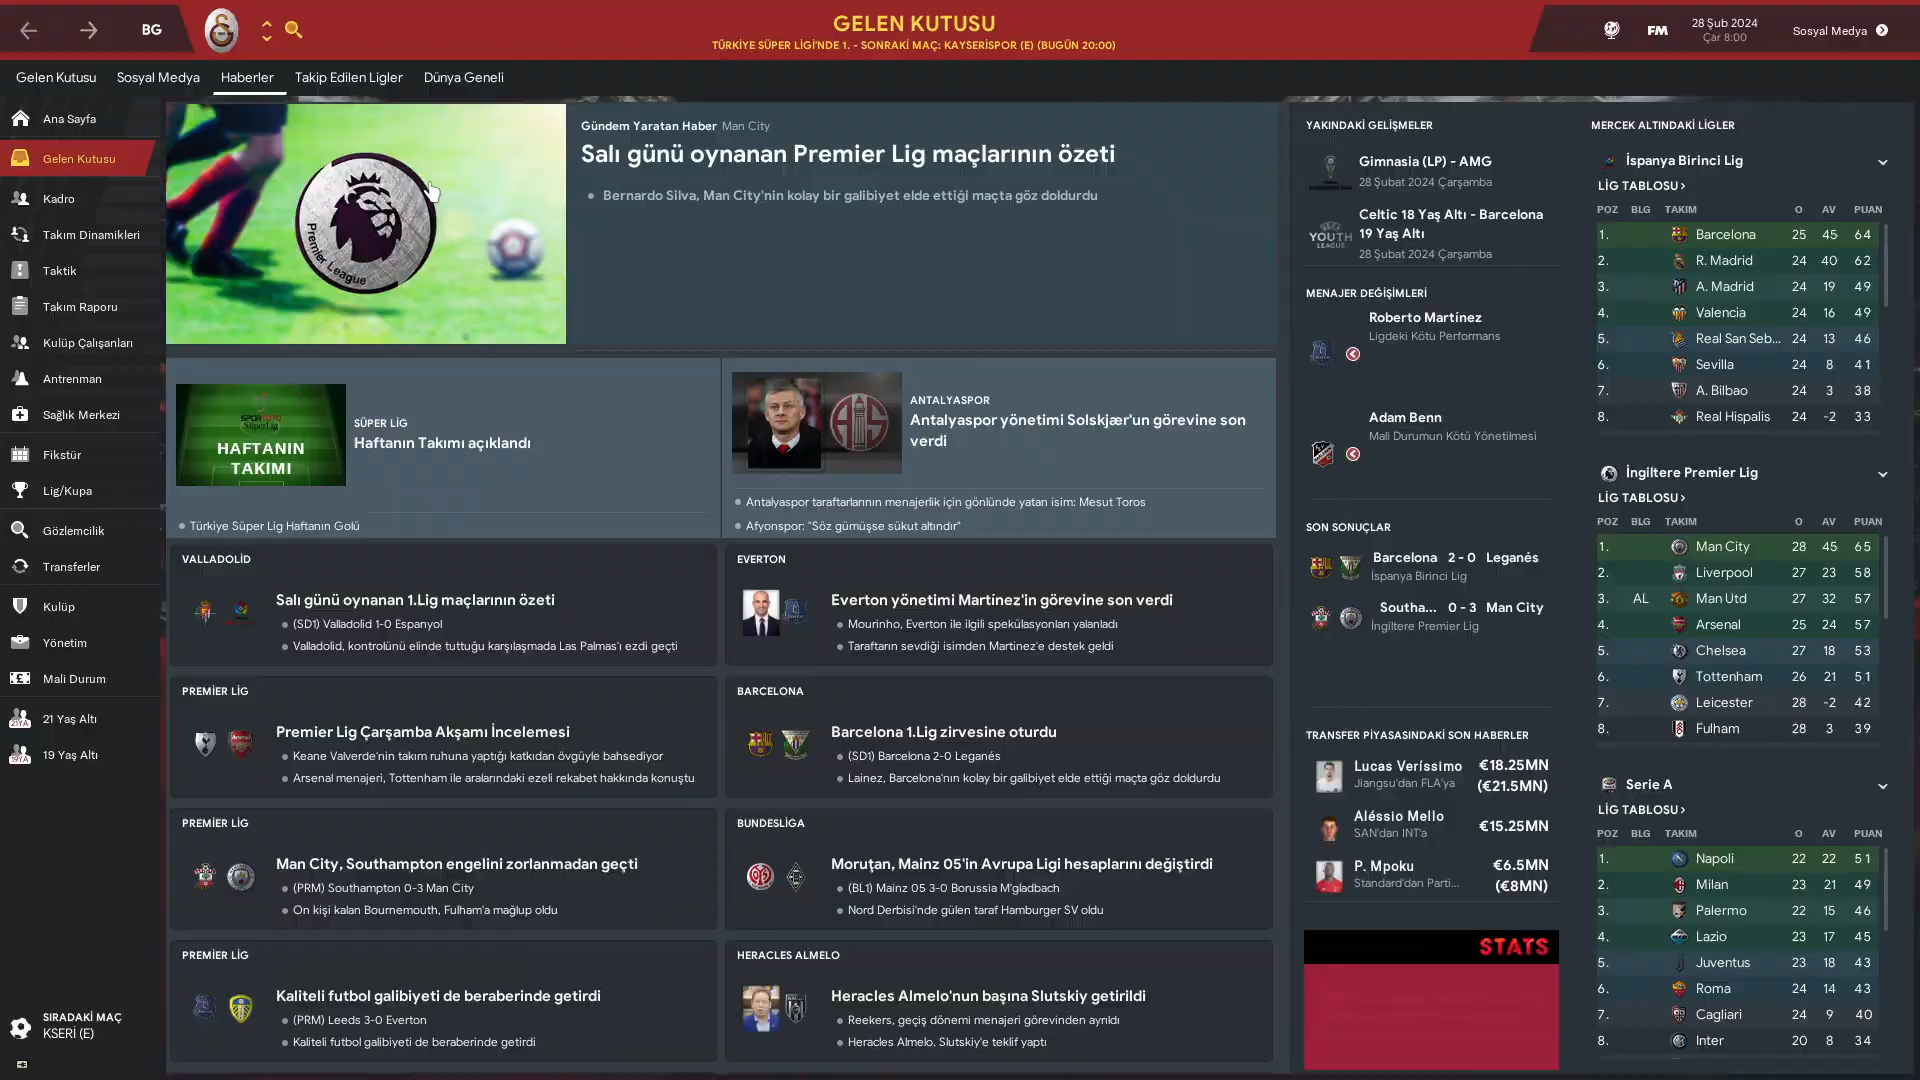 BG
GELEN KUTUSU
TÜRKİYE SÜPER LİGİ'NDE 1. - SONRAKİ MAÇ: KAYSERİSPOR (E) (BUGÜN 20:00)
FM
28 Şub 2024
Çar 8:00
Sosyal Medya
Gelen Kutusu
Sosyal Medya
Haberler
Takip Edilen Ligler
Dünya Geneli
Ana Sayfa
Gelen Kutusu
Kadro
Takım Dinamikleri
Taktik
Takım Raporu
Kulüp Çalışanları
Antrenman
Sağlık Merkezi
Fikstür
Lig/Kupa
Gözlemcilik
Transferler
Kulüp
Yönetim
Mali Durum
21YA
21 Yaş Altı
19YA
19 Yaş Altı
SIRADAKİ MAÇ
KSERİ (E)
Premier League
Gündem Yaratan Haber Man City
Salı günü oynanan Premier Lig maçlarının özeti
Bernardo Silva, Man City'nin kolay bir galibiyet elde ettiği maçta göz doldurdu
HAFTANIN
TAKIMI
SÜPER LİG
Haftanın Takımı açıklandı
Türkiye Süper Lig Haftanın Golü
ANTALYASPOR
Antalyaspor yönetimi Solskjær'un görevine son
verdi
Antalyaspor taraftarlarının menajerlik için gönlünde yatan isim: Mesut Toros
Afyonspor: "Söz gümüşse sükut altındır"
VALLADOLİD
Salı günü oynanan 1.Lig maçlarının özeti
(SD1) Valladolid 1-0 Espanyol
Valladolid, kontrolünü elinde tuttuğu karşılaşmada Las Palmas'ı ezdi geçti
EVERTON
Everton yönetimi Martínez'in görevine son verdi
Mourinho, Everton ile ilgili spekülasyonları yalanladı
Taraftarın sevdiği isimden Martínez'e destek geldi
PREMİER LİG
Premier Lig Çarşamba Akşamı İncelemesi
Keane Valverde'nin takım ruhuna yaptığı katkıdan övgüyle bahsediyor
Arsenal menajeri, Tottenham ile aralarındaki ezeli rekabet hakkında konuştu
BARCELONA
Barcelona 1.Lig zirvesine oturdu
(SD1) Barcelona 2-0 Leganés
Lainez, Barcelona'nın kolay bir galibiyet elde ettiği maçta göz doldurdu
PREMİER LİG
Man City, Southampton engelini zorlanmadan geçti
(PRM) Southampton 0-3 Man City
On kişi kalan Bournemouth, Fulham'a mağlup oldu
BUNDESLİGA
Moruțan, Mainz 05'in Avrupa Ligi hesaplarını değiştirdi
(BL1) Mainz 05 3-0 Borussia M'gladbach
Nord Derbisi'nde gülen taraf Hamburger SV oldu
PREMİER LİG
Kaliteli futbol galibiyeti de beraberinde getirdi
(PRM) Leeds 3-0 Everton
Kaliteli futbol galibiyeti de beraberinde getirdi
HERACLES ALMELO
Heracles Almelo'nun başına Slutskiy getirildi
Reekers, geçiş dönemi menajeri görevinden ayrıldı
Heracles Almelo, Slutskiy'e teklif yaptı
YAKINDAKİ GELİŞMELER
Gimnasia (LP) - AMG
28 Şubat 2024 Çarşamba
YOUTH
LEAGUE
Celtic 18 Yaş Altı - Barcelona
19 Yaş Altı
28 Şubat 2024 Çarşamba
MENAJER DEĞİŞİMLERİ
Roberto Martínez
Ligdeki Kötü Performans
Adam Benn
Mali Durumun Kötü Yönetilmesi
SON SONUÇLAR
Barcelona 2 - 0 Leganés
İspanya Birinci Lig
Southa... 0 - 3 Man City
İngiltere Premier Lig
TRANSFER PİYASASINDAKİ SON HABERLER
Lucas Veríssimo €18.25MN
Jiangsu'dan FLA'ya (€21.5MN)
Aléssio Mello €15.25MN
SAN'dan INT'a
P. Mpoku €6.5MN
Standard'dan Parti... (€8MN)
STATS
MERCEK ALTINDAKİ LİGLER
İspanya Birinci Lig
LİG TABLOSU>
POZ BLG TAKIM O AV PUAN
1. Barcelona 25 45 64
2. R. Madrid 24 40 62
3. A. Madrid 24 19 49
4. Valencia 24 16 49
5. Real San Seb... 24 13 46
6. Sevilla 24 8 41
7. A. Bilbao 24 3 38
8. Real Hispalis 24 -2 33
İngiltere Premier Lig
LİG TABLOSU>
POZ BLG TAKIM O AV PUAN
1. Man City 28 45 65
2. Liverpool 27 23 58
3. AL Man Utd 27 32 57
4. Arsenal 25 24 57
5. Chelsea 27 18 53
6. Tottenham 26 21 51
7. Leicester 28 -2 42
8. Fulham 28 3 39
Serie A
LİG TABLOSU>
POZ BLG TAKIM O AV PUAN
1. Napoli 22 22 51
2. Milan 23 21 49
3. Palermo 22 15 46
4. Lazio 23 17 45
5. Juventus 23 18 43
6. Roma 24 14 43
7. Cagliari 24 9 40
8. Inter 20 8 34